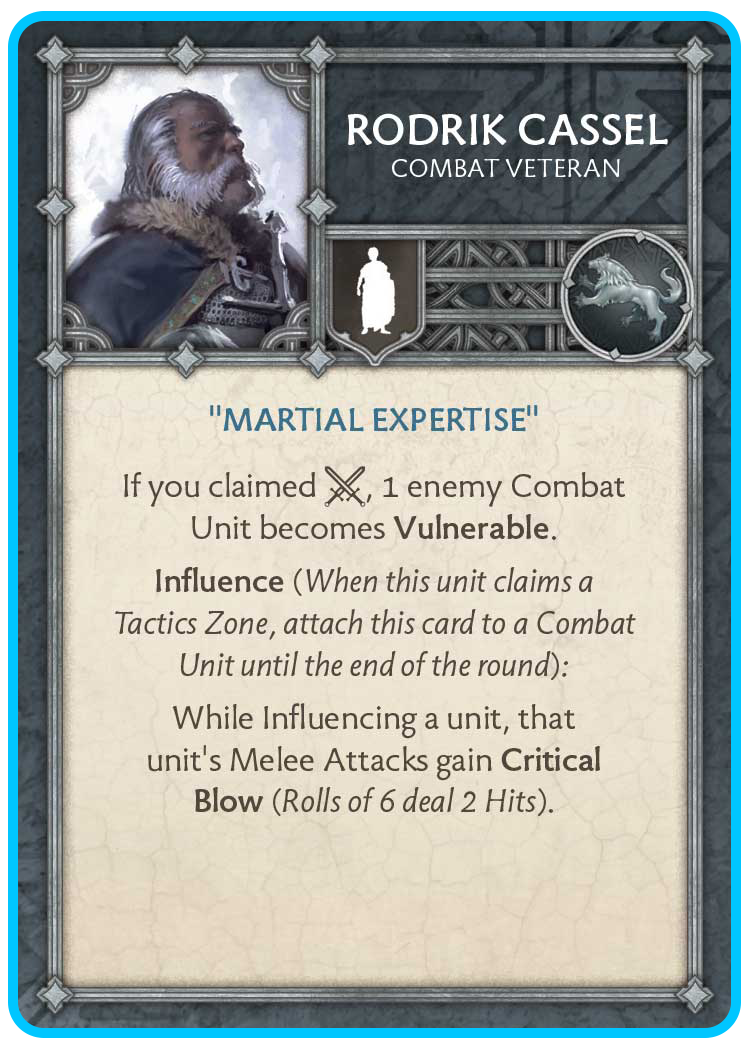 RODRIK CASSEL
COMBAT VETERAN
"MARTIAL EXPERTISE"
If you claimed , 1 enemy Combat
Unit becomes Vulnerable.
Influence (When this unit claims a
Tactics Zone, attach this card to a Combat
Unit until the end of the round):
While Influencing a unit, that
unit's Melee Attacks gain Critical
Blow (Rolls of 6 deal 2 Hits).